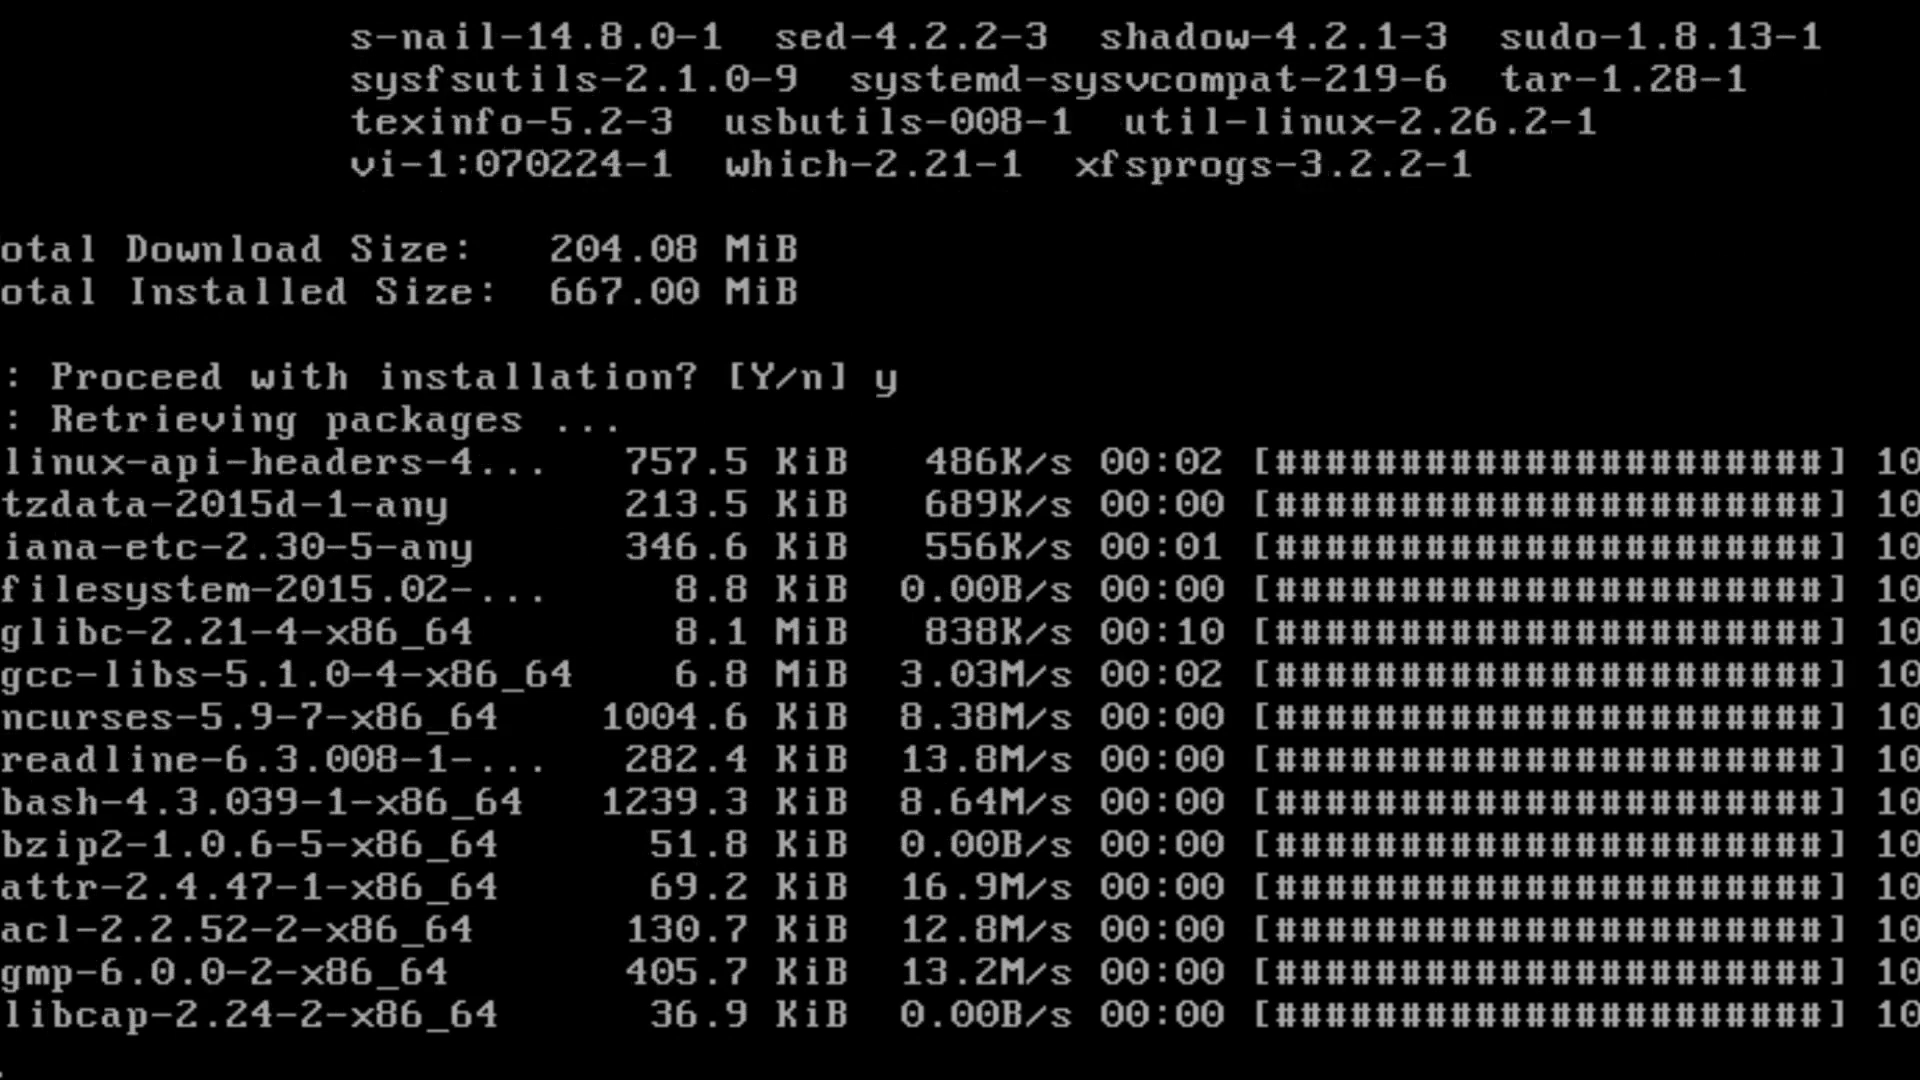 s-nail-14.8.0-1  sed-4.2.2-3  shadow-4.2.1-3  sudo-1.8.13-1
sysfsutils-2.1.0-9  systemd-sysvcompat-219-6  tar-1.28-1
texinfo-5.2-3  usbutils-008-1  util-linux-2.26.2-1
vi-1:070224-1  which-2.21-1  xfsprogs-3.2.2-1
otal Download Size:   204.08 MiB
otal Installed Size:  667.00 MiB
: Proceed with installation? [Y/n] y
: Retrieving packages ...
linux-api-headers-4...   757.5 KiB   486K/s 00:02 [######################] 10
tzdata-2015d-1-any       213.5 KiB   689K/s 00:00 [######################] 10
iana-etc-2.30-5-any      346.6 KiB   556K/s 00:01 [######################] 10
filesystem-2015.02-...     8.8 KiB  0.00B/s 00:00 [######################] 10
glibc-2.21-4-x86_64        8.1 MiB   838K/s 00:10 [######################] 10
gcc-libs-5.1.0-4-x86_64    6.8 MiB  3.03M/s 00:02 [######################] 10
ncurses-5.9-7-x86_64    1004.6 KiB  8.38M/s 00:00 [######################] 10
readline-6.3.008-1-...   282.4 KiB  13.8M/s 00:00 [######################] 10
bash-4.3.039-1-x86_64   1239.3 KiB  8.64M/s 00:00 [######################] 10
bzip2-1.0.6-5-x86_64      51.8 KiB  0.00B/s 00:00 [######################] 10
attr-2.4.47-1-x86_64      69.2 KiB  16.9M/s 00:00 [######################] 10
acl-2.2.52-2-x86_64      130.7 KiB  12.8M/s 00:00 [######################] 10
gmp-6.0.0-2-x86_64       405.7 KiB  13.2M/s 00:00 [######################] 10
libcap-2.24-2-x86_64      36.9 KiB  0.00B/s 00:00 [######################] 10